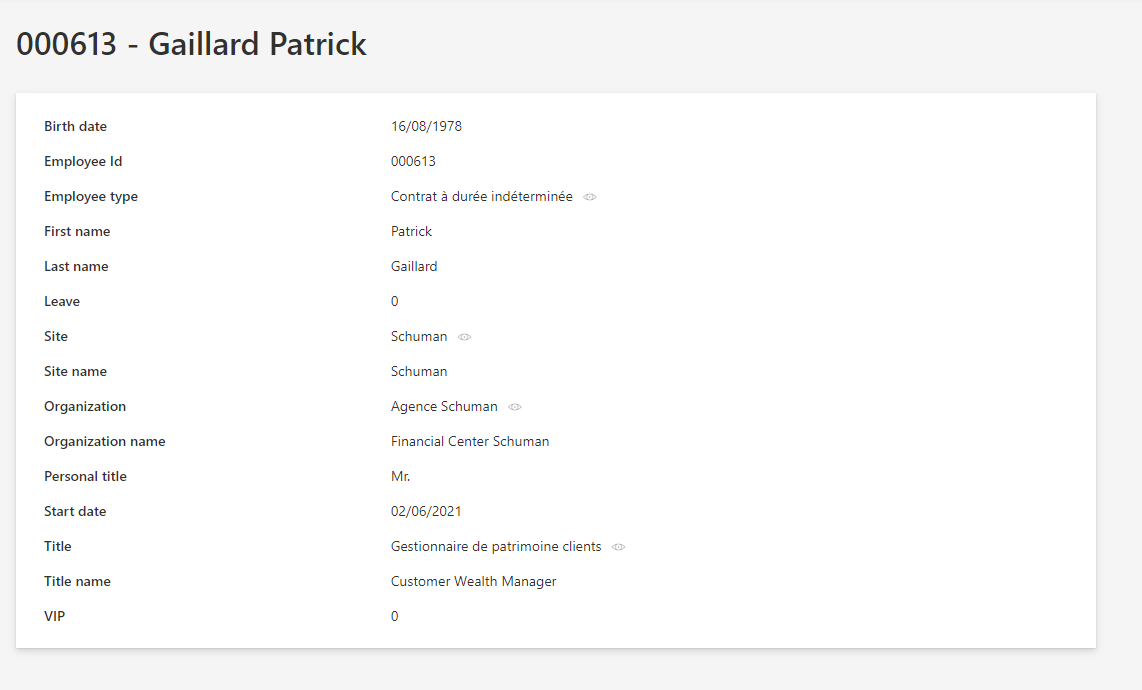 000613 - Gaillard Patrick
Birth date 16/08/1978
Employee Id 000613
Employee type Contrat à durée indéterminée
First name Patrick
Last name Gaillard
Leave 0
Site Schuman
Site name Schuman
Organization Agence Schuman
Organization name Financial Center Schuman
Personal title Mr.
Start date 02/06/2021
Title Gestionnaire de patrimoine clients
Title name Customer Wealth Manager
VIP 0